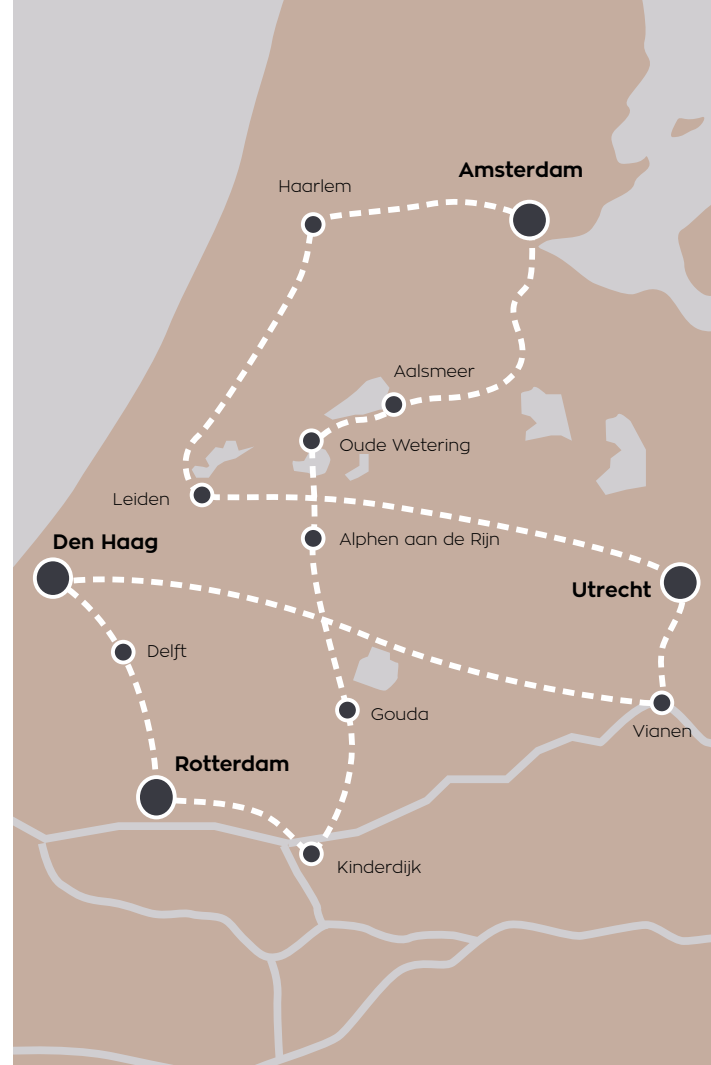 Amsterdam
Haarlem
Aalsmeer
Oude Wetering
Leiden
Den Haag
Alphen aan de Rijn
Utrecht
Delft
Gouda
Vianen
Rotterdam
Kinderdijk